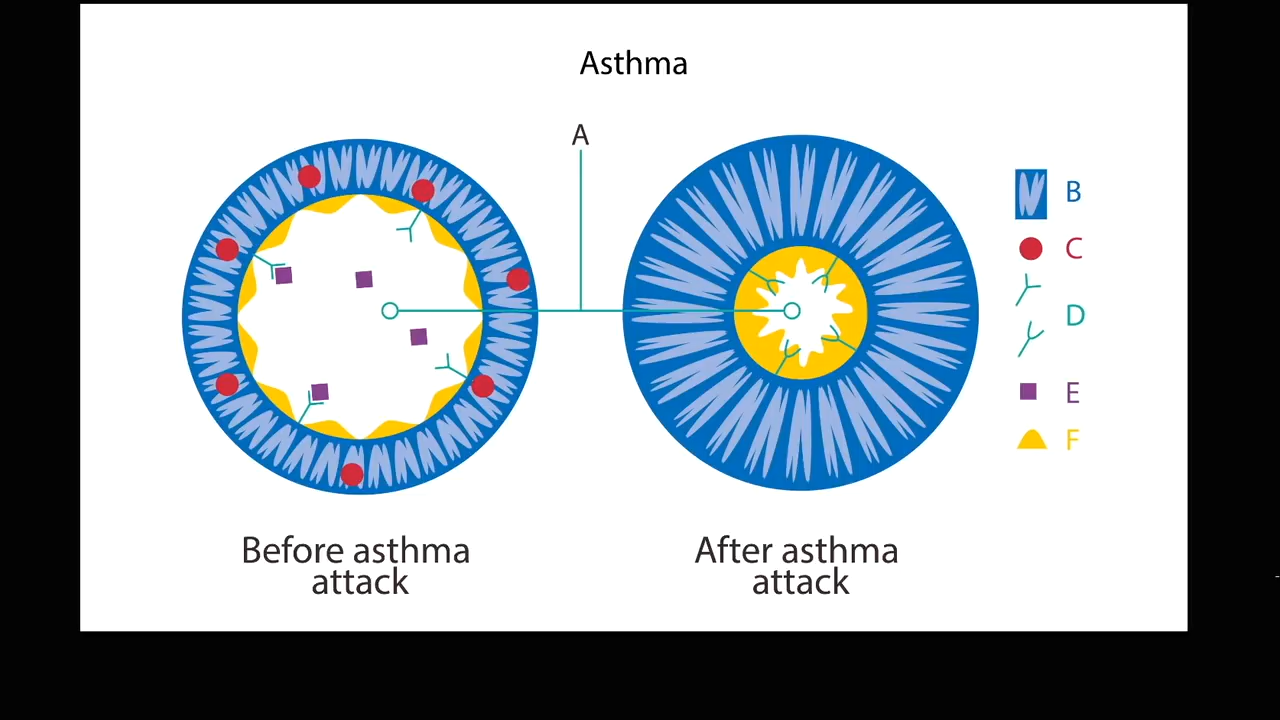 Asthma
A
B
C
D
E
F
Before asthma
attack
After asthma
attack